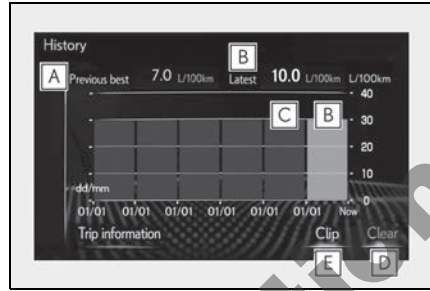 History
B
A Previous best 7.0 L/100km Latest 10.0 L/100km L/100km
40
C B 30
20
10
dd/mm 0
01/01 01/01 01/01 01/01 01/01 01/01 Now
Trip information Clip Clear
E D